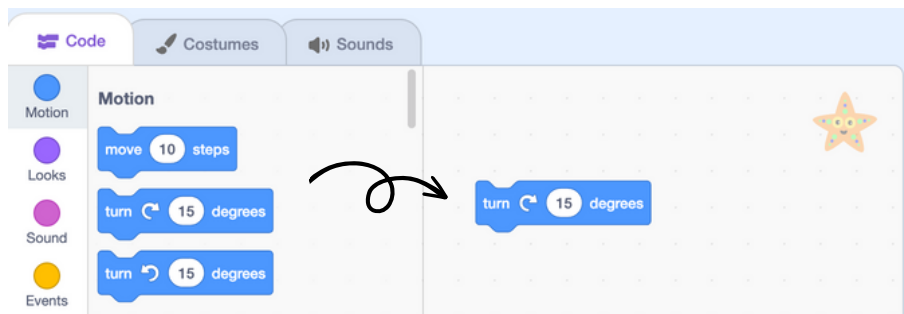 Code
Costumes
Sounds
Motion
Looks
Sound
Events
Motion
move 10 steps
turn 15 degrees
turn 15 degrees
turn 15 degrees